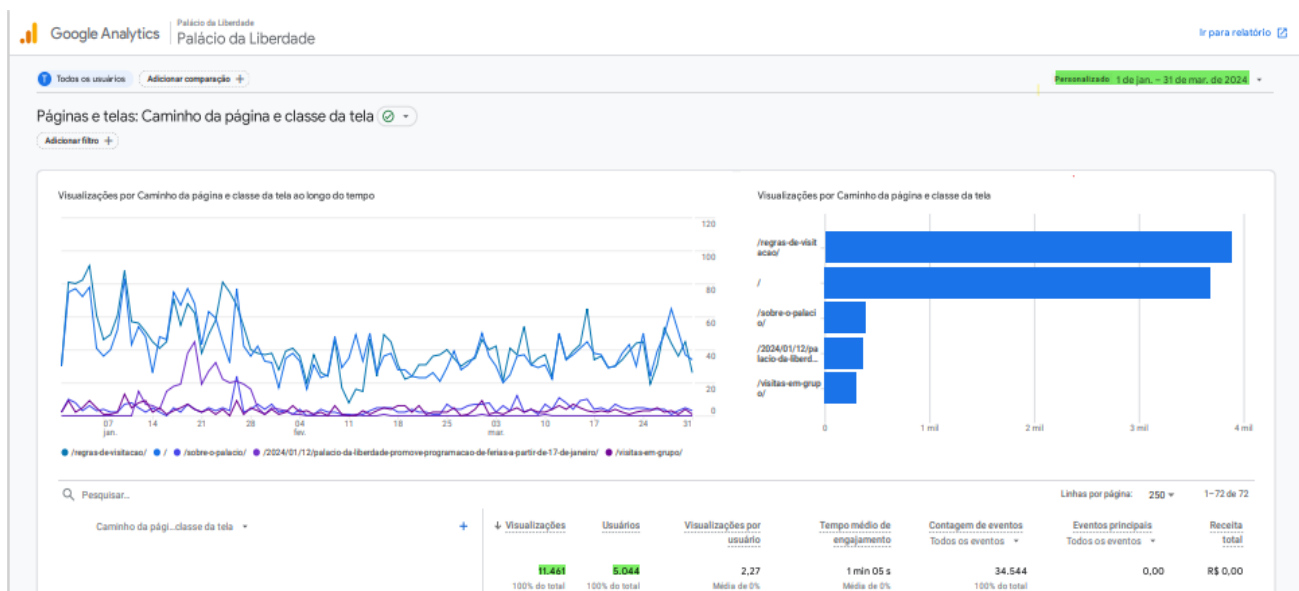 Google Analytics
Palácio da Liberdade
Palácio da Liberdade
Ir para relatório
T Todos os usuários
Adicionar comparação +
Personalizado 1 de jan. – 31 de mar. de 2024
Páginas e telas: Caminho da página e classe da tela
Adicionar filtro +
Visualizações por Caminho da página e classe da tela ao longo do tempo
120
100
80
60
40
20
0
07
jan.
14
21
28
04
fev.
11
18
25
03
mar.
10
17
24
31
/regras-de-visitacao/
/
/sobre-o-palacio/
/2024/01/12/palacio-da-liberdade-promove-programacao-de-ferias-a-partir-de-17-de-janeiro/
/visitas-em-grupo/
Visualizações por Caminho da página e classe da tela
/regras-de-visit
acao/
/
/sobre-o-palaci
o/
/2024/01/12/pa
lacio-da-liberd...
/visitas-em-grup
o/
0
1 mil
2 mil
3 mil
4 mil
Pesquisar...
Linhas por página: 250
1–72 de 72
Caminho da pági...classe da tela
+
↓ Visualizações
Usuários
Visualizações por
usuário
Tempo médio de
engajamento
Contagem de eventos
Todos os eventos
Eventos principais
Todos os eventos
Receita
total
11.461
100% do total
5.044
100% do total
2,27
Média de 0%
1 min 05 s
Média de 0%
34.544
100% do total
0,00
R$ 0,00